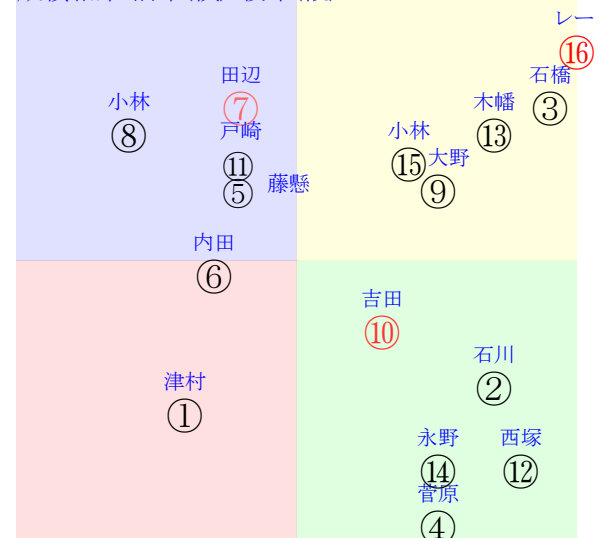 レー
⑯
田辺
石橋
小林
⑦
木幡
③
⑧
戸崎
小林
⑬
⑪
⑮
大野
⑤
藤懸
⑨
内田
⑥
吉田
⑩
石川
津村
②
①
永野
西塚
⑭
⑫
菅原
④